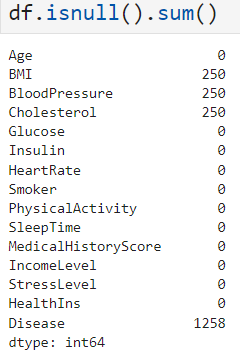 df.isnull().sum()
Age 0
BMI 250
BloodPressure 250
Cholesterol 250
Glucose 0
Insulin 0
HeartRate 0
Smoker 0
PhysicalActivity 0
SleepTime 0
MedicalHistoryScore 0
IncomeLevel 0
StressLevel 0
HealthIns 0
Disease 1258
dtype: int64